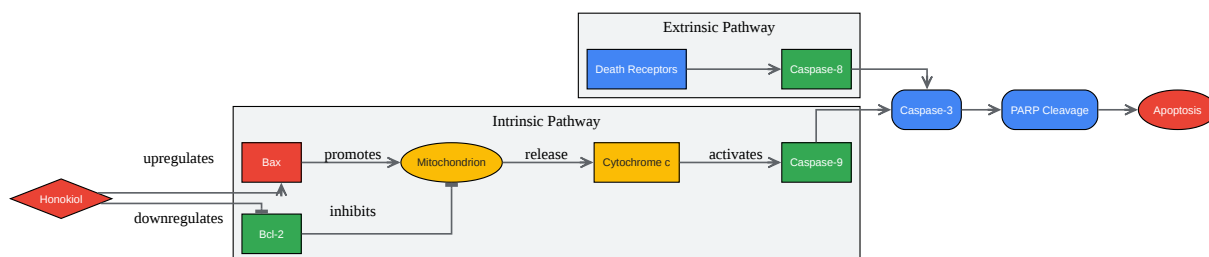 Extrinsic Pathway
Death Receptors
Caspase-8
Caspase-3
PARP Cleavage
Apoptosis
Intrinsic Pathway
upregulates
Bax
promotes
Mitochondrion
release
Cytochrome c
activates
Caspase-9
Honokiol
downregulates
Bcl-2
inhibits